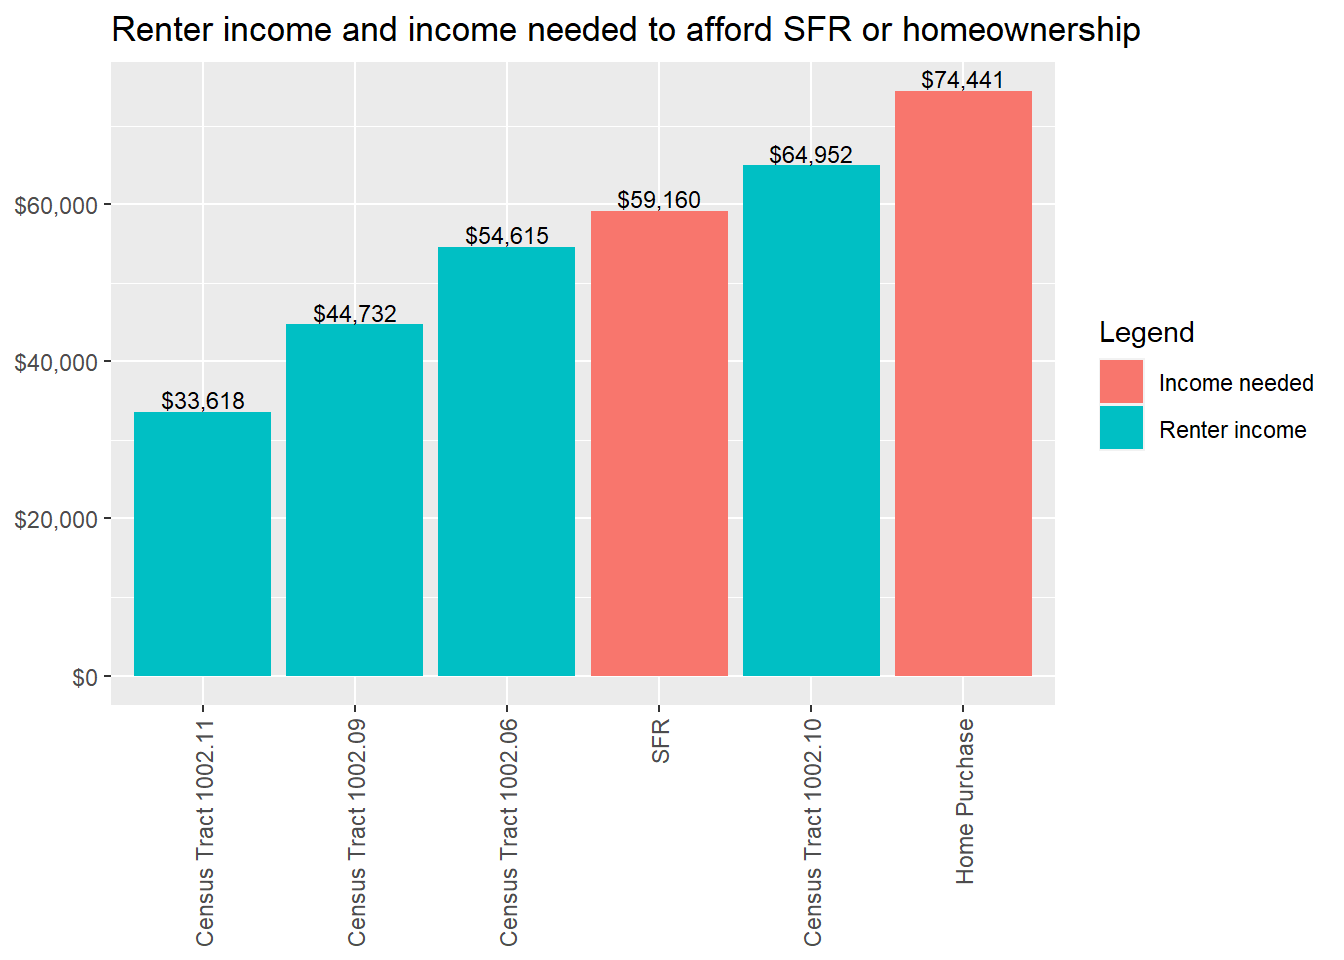 Renter income and income needed to afford SFR or homeownership
$74,441
$64,952
$59,160
$54,615
$44,732
$33,618
$60,000
$40,000
$20,000
$0
Legend
Income needed
Renter income
Census Tract 1002.11
Census Tract 1002.09
Census Tract 1002.06
SFR
Census Tract 1002.10
Home Purchase